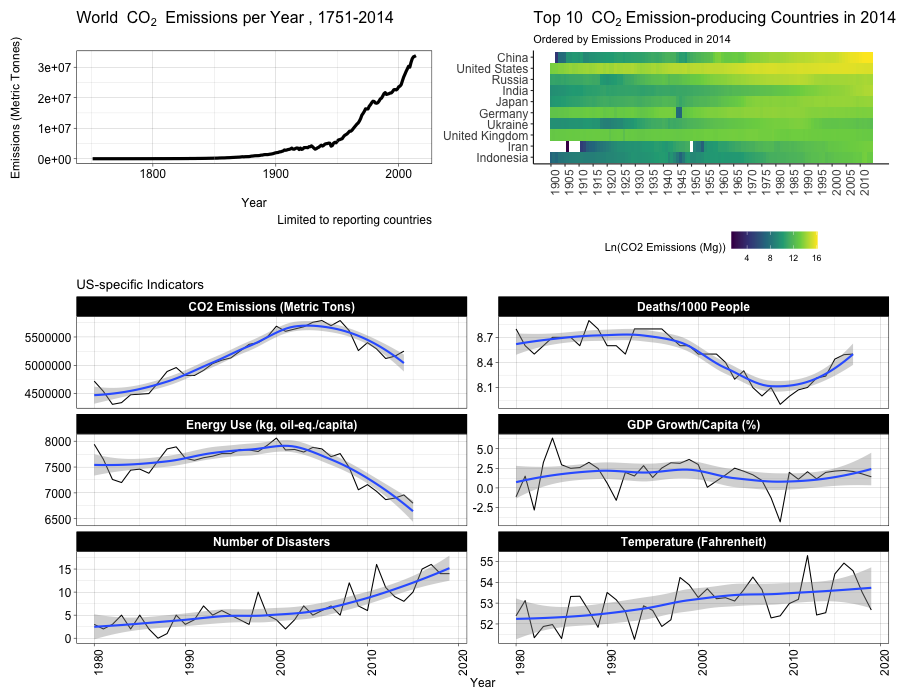 World CO2 Emissions per Year , 1751-2014
Emissions (Metric Tonnes)
3e+07
2e+07
1e+07
0e+00
1800
1900
2000
Year
Limited to reporting countries
Top 10 CO2 Emission-producing Countries in 2014
Ordered by Emissions Produced in 2014
China
United States
Russia
India
Japan
Germany
Ukraine
United Kingdom
Iran
Indonesia
1900
1905
1910
1915
1920
1925
1930
1935
1940
1945
1950
1955
1960
1965
1970
1975
1980
1985
1990
1995
2000
2005
2010
Ln(CO2 Emissions (Mg))
4 8 12 16
US-specific Indicators
CO2 Emissions (Metric Tons)
5500000
5000000
4500000
Deaths/1000 People
8.7
8.4
8.1
Energy Use (kg, oil-eq./capita)
8000
7500
7000
6500
GDP Growth/Capita (%)
5.0
2.5
0.0
-2.5
Number of Disasters
15
10
5
0
1980
1990
2000
2010
2020
Temperature (Fahrenheit)
55
54
53
52
1980
1990
2000
2010
2020
Year